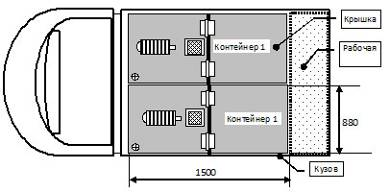 Крышка
Контейнер 1
Рабочая
Контейнер 1
880
1500
Кузов